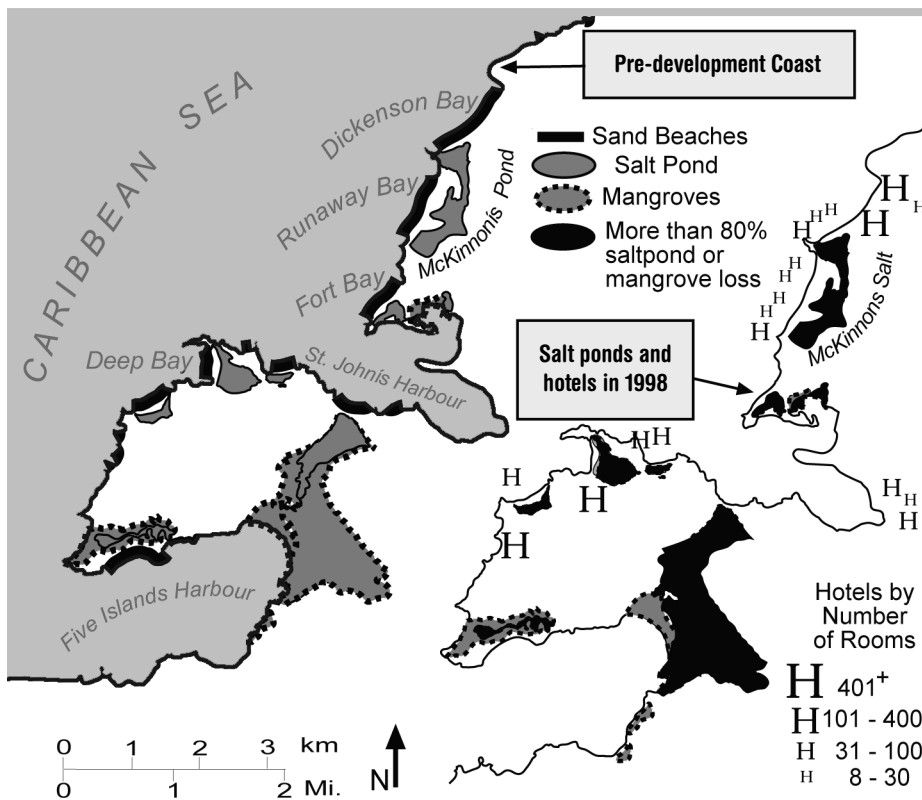 Pre-development Coast
CARIBBEAN SEA
Dickenson Bay
Runaway Bay
Fort Bay
McKinnonís Pond
Sand Beaches
Salt Pond
Mangroves
More than 80%
saltpond or
mangrove loss
H
H
H
H
H
H
H
H
H
H
H
H
McKinnons Salt
Deep Bay
St. Johnís Harbour
Salt ponds and
hotels in 1998
H H
H
H
H
H
H
Five Islands Harbour
Hotels by
Number
of Rooms
H 401+
H 101 - 400
H 31 - 100
H 8 - 30
0 1 2 3 km
0 1 2 Mi.
N